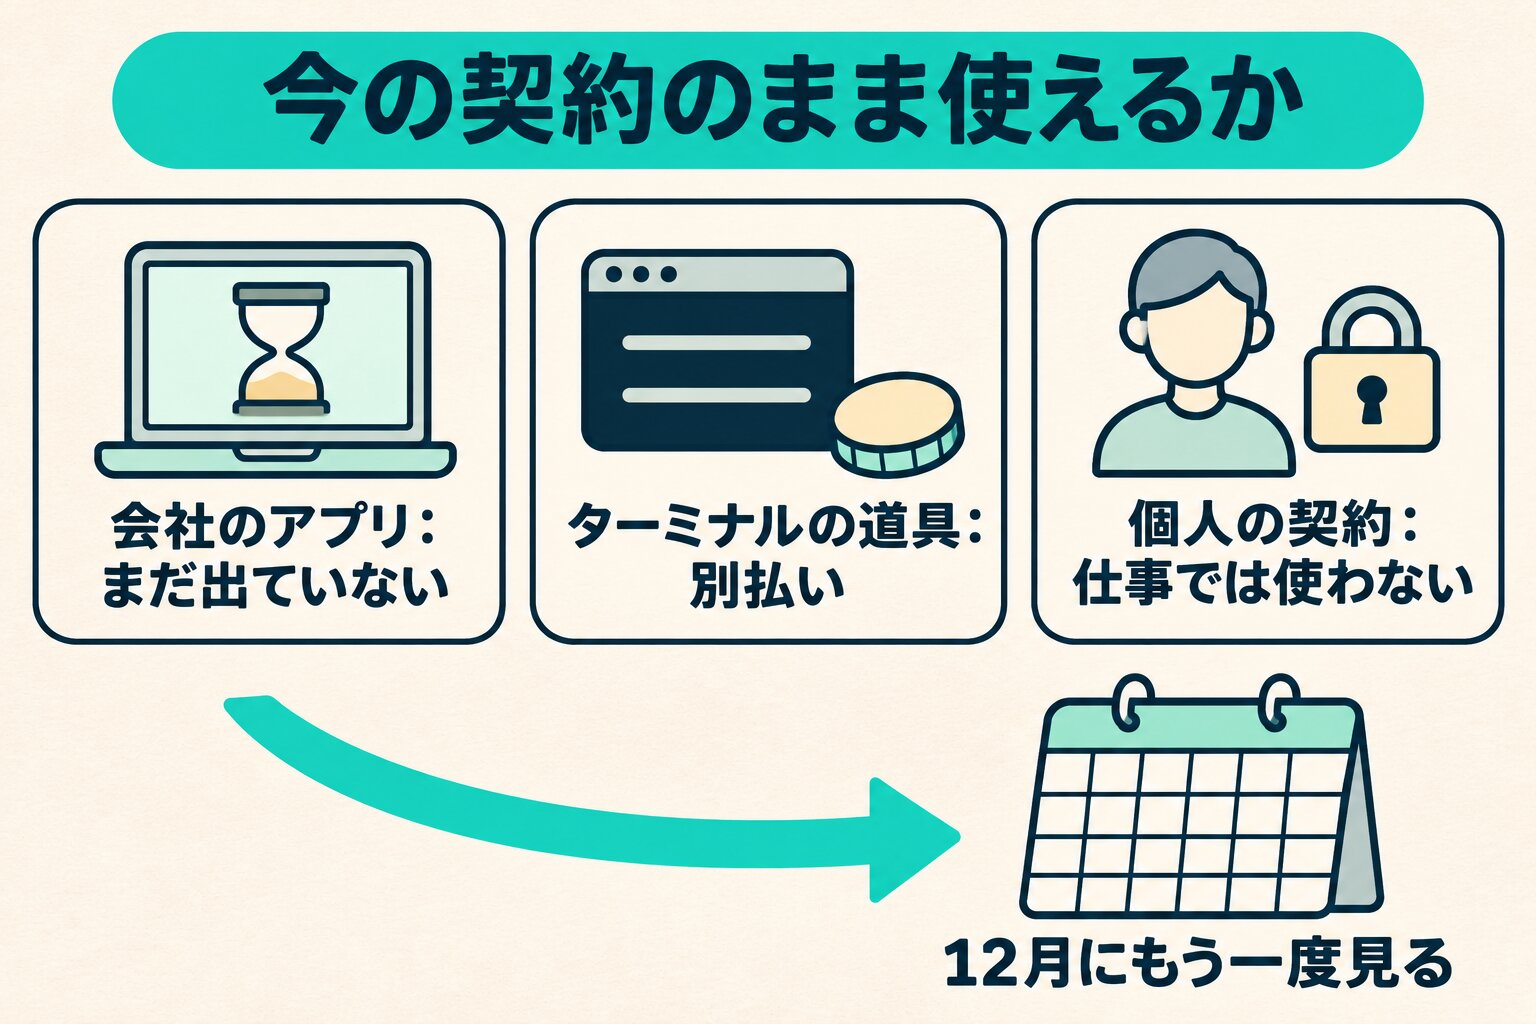 今の契約のまま使えるか
会社のアプリ：
まだ出ていない
ターミナルの道具：
別払い
個人の契約：
仕事では使わない
12月にもう一度見る